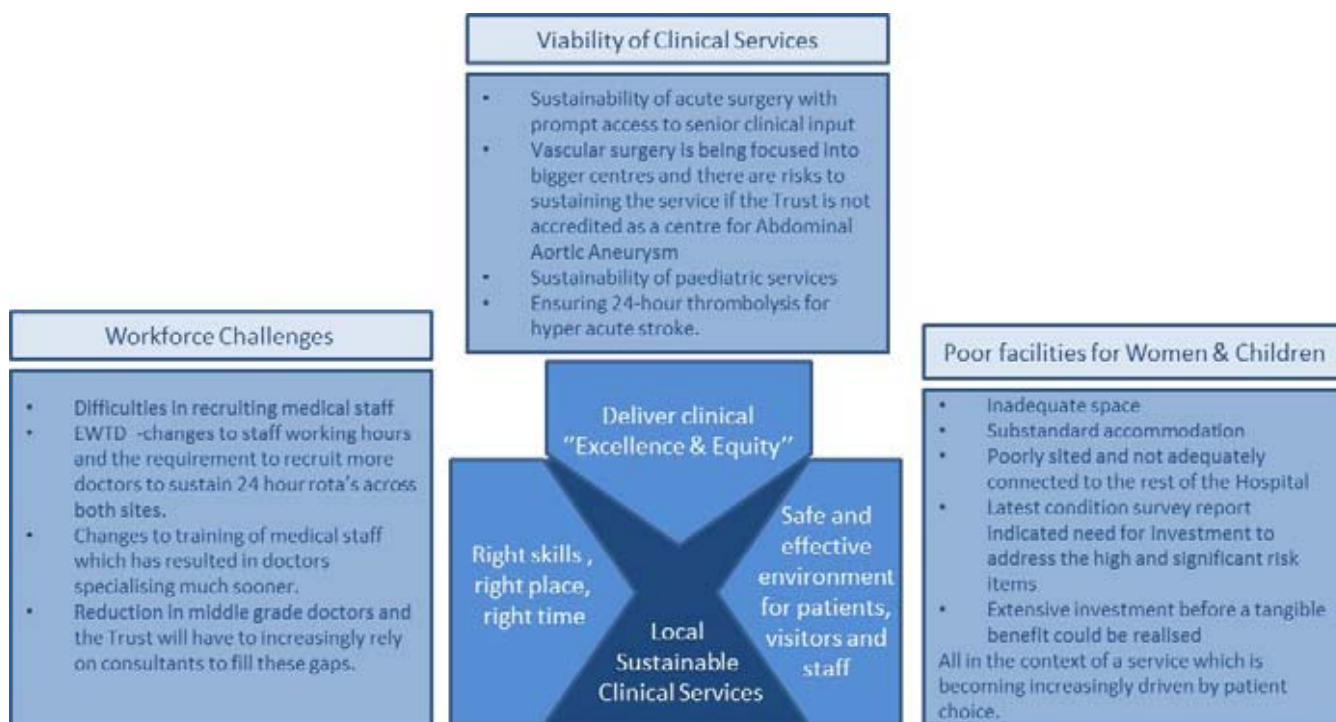 Viability of Clinical Services
• Sustainability of acute surgery with
prompt access to senior clinical input
• Vascular surgery is being focused into
bigger centres and there are risks to
sustaining the service if the Trust is not
accredited as a centre for Abdominal
Aortic Aneurysm
• Sustainability of paediatric services
• Ensuring 24-hour thrombolysis for
hyper acute stroke.
Workforce Challenges
• Difficulties in recruiting medical staff
• EWTD -changes to staff working hours
and the requirement to recruit more
doctors to sustain 24 hour rota's across
both sites.
• Changes to training of medical staff
which has resulted in doctors
specialising much sooner.
• Reduction in middle grade doctors and
the Trust will have to increasingly rely
on consultants to fill these gaps.
Deliver clinical
"Excellence & Equity"
Right skills ,
right place,
right time
Safe and
effective
environment
for patients,
visitors and
staff
Local
Sustainable
Clinical Services
Poor facilities for Women & Children
• Inadequate space
• Substandard accommodation
• Poorly sited and not adequately
connected to the rest of the Hospital
• Latest condition survey report
Indicated need for Investment to
address the high and significant risk
items
• Extensive investment before a tangible
benefit could be realised
All in the context of a service which is
becoming increasingly driven by patient
choice.